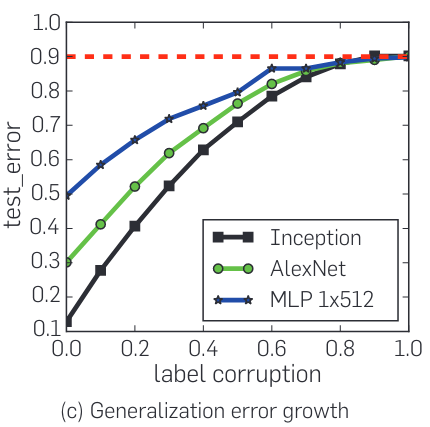 1.0
0.9
0.8
0.7
0.6
0.5
0.4
0.3
0.2
0.1
test_error
Inception
AlexNet
MLP 1x512
0.0 0.2 0.4 0.6 0.8 1.0
label corruption
(c) Generalization error growth